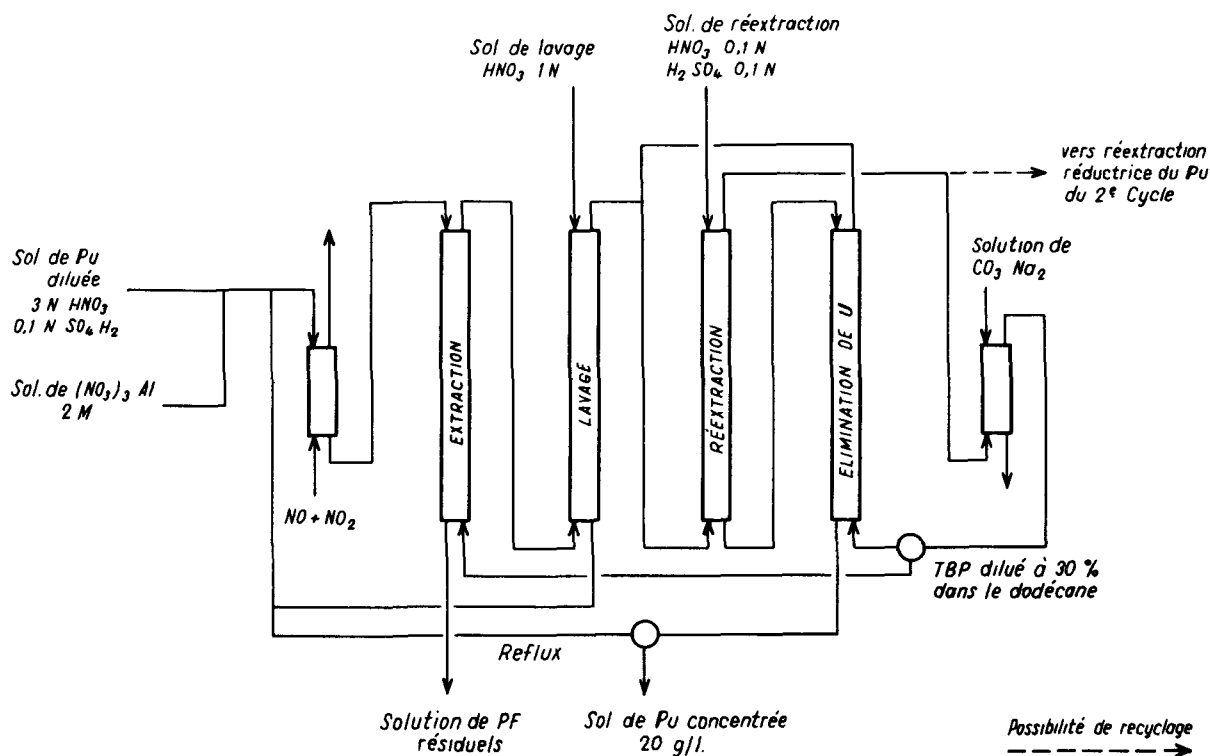 Sol. de réextraction
HNO₃ 0,1 N
H₂ SO₄ 0,1 N
Sol de lavage
HNO₃ 1 N
vers réextraction
réductrice du Pu
du 2ᵉ Cycle
Sol de Pu
diluée
3 N HNO₃
0,1 N SO₄ H₂
Solution de
CO₃ Na₂
Sol. de (NO₃)₃ Al
2 M
EXTRACTION
LAVAGE
RÉEXTRACTION
ELIMINATION DE U
NO + NO₂
TBP dilué à 30 %
dans le dodécane
Reflux
Solution de PF
résiduels
Sol de Pu concentrée
20 g/l.
Possibilité de recyclage